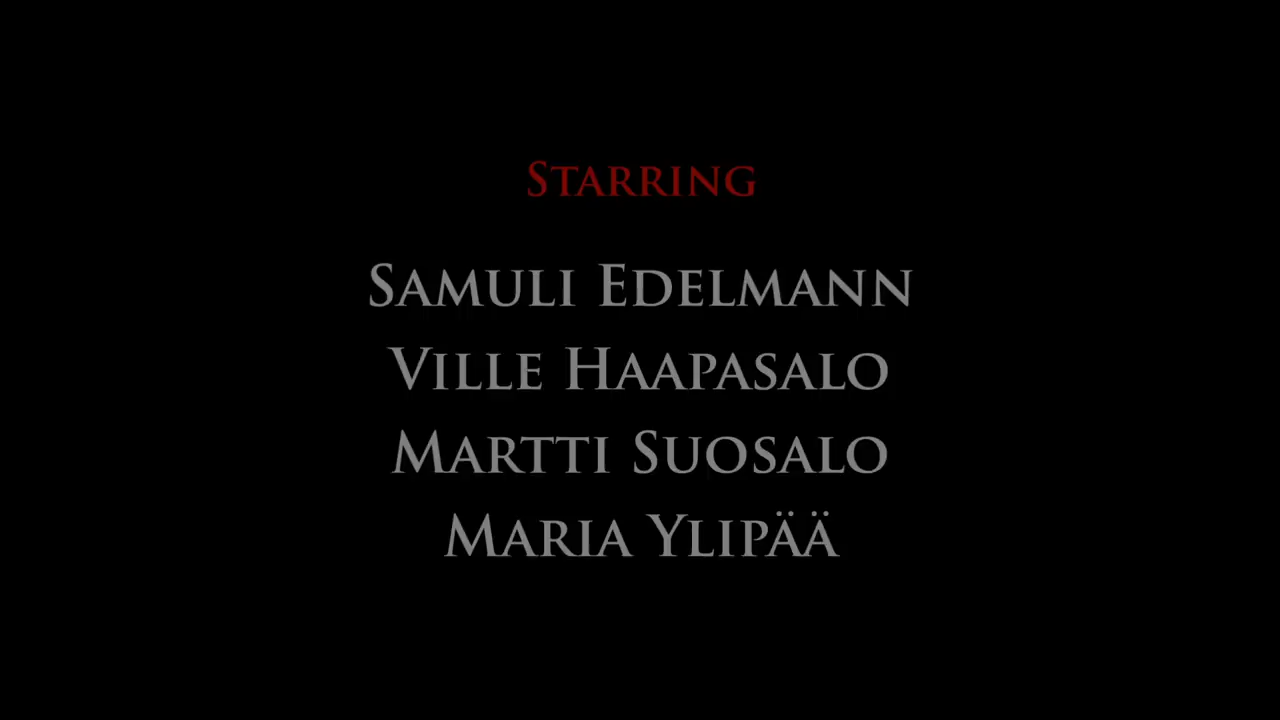 Starring
Samuli Edelmann
Ville Haapasalo
Martti Suosalo
Maria Ylipää